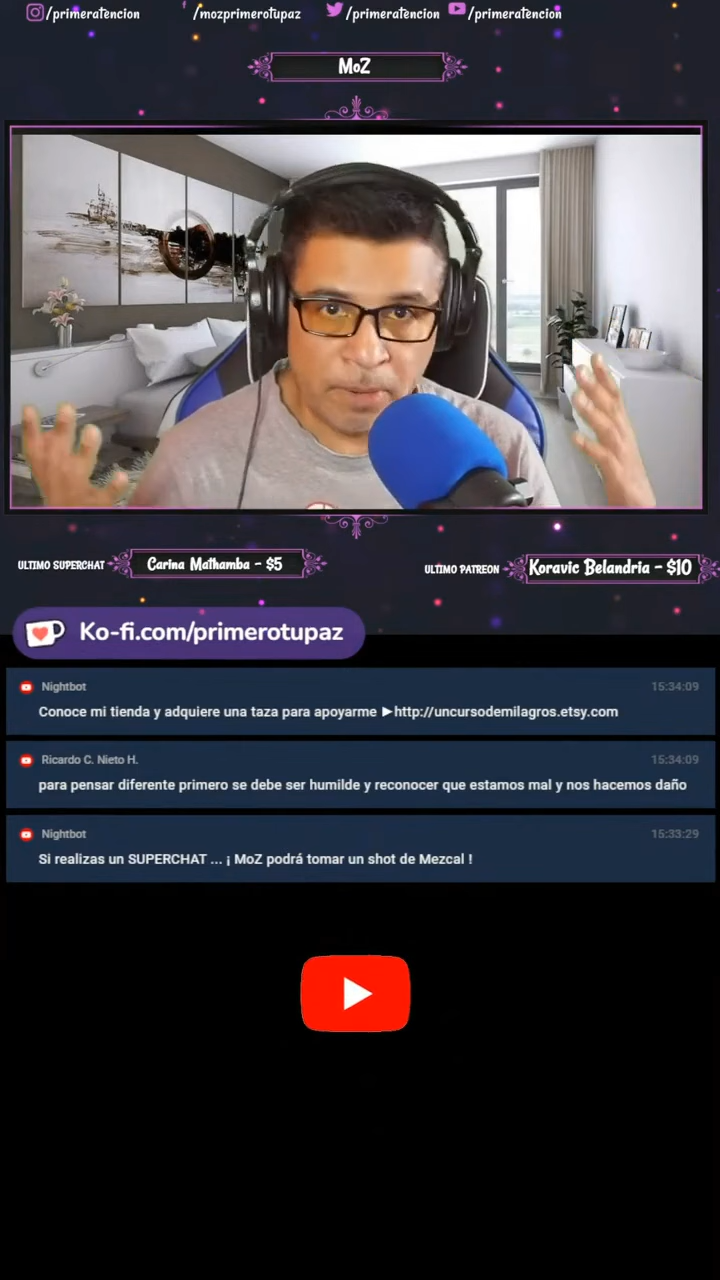 /primeratencion /mozprimerotupaz /primeratencion /primeratencion
MoZ
ULTIMO SUPERCHAT Carina Mathamba - $5
ULTIMO PATREON Koravic Belandria - $10
Ko-fi.com/primerotupaz
Nightbot 15:34:09
Conoce mi tienda y adquiere una taza para apoyarme ►http://uncursodemilagros.etsy.com
Ricardo C. Nieto H. 15:34:09
para pensar diferente primero se debe ser humilde y reconocer que estamos mal y nos hacemos daño
Nightbot 15:33:29
Si realizas un SUPERCHAT ... ¡ MoZ podrá tomar un shot de Mezcal !